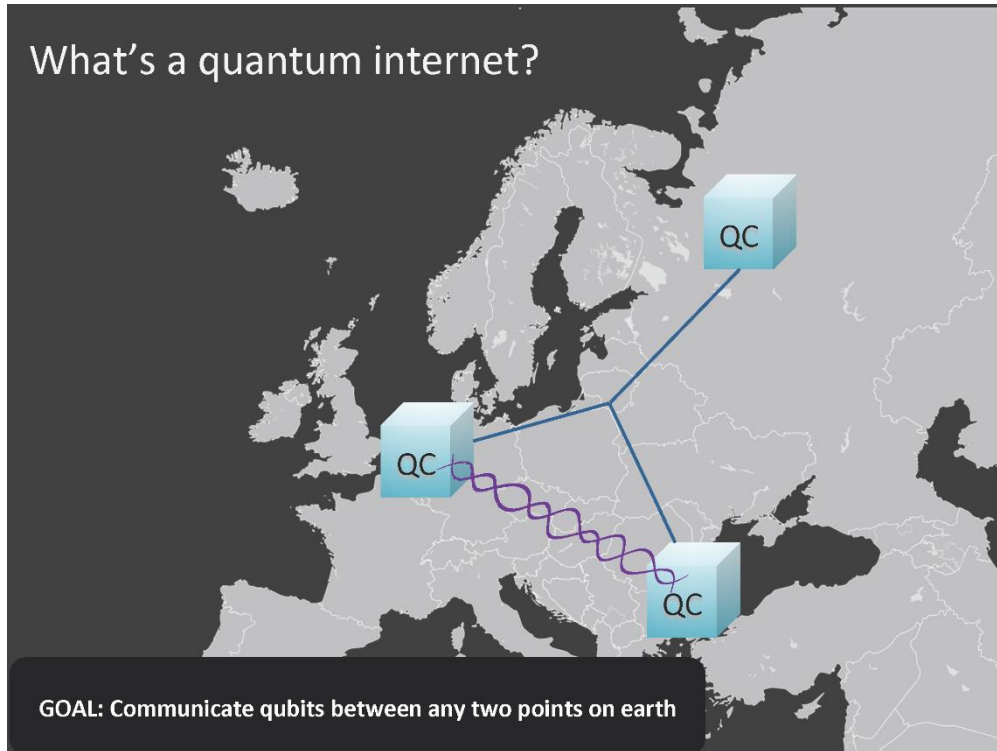 What's a quantum internet?
QC
QC
QC
GOAL: Communicate qubits between any two points on earth